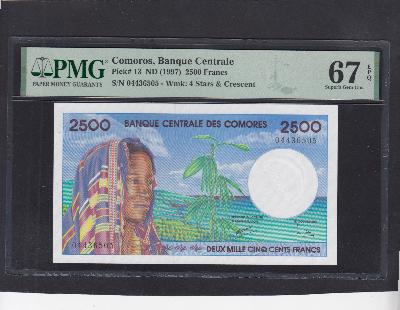 PMG
PAPER MONEY GUARANTY
Comoros, Banque Centrale
Pick# 13 ND (1997) 2500 Francs
S/N 04436505 - Wmk: 4 Stars & Crescent
67 EPQ
Superb Gem Unc
2500 BANQUE CENTRALE DES COMORES 2500
04436505
04436505
DEUX MILLE CINQ CENTS FRANCS